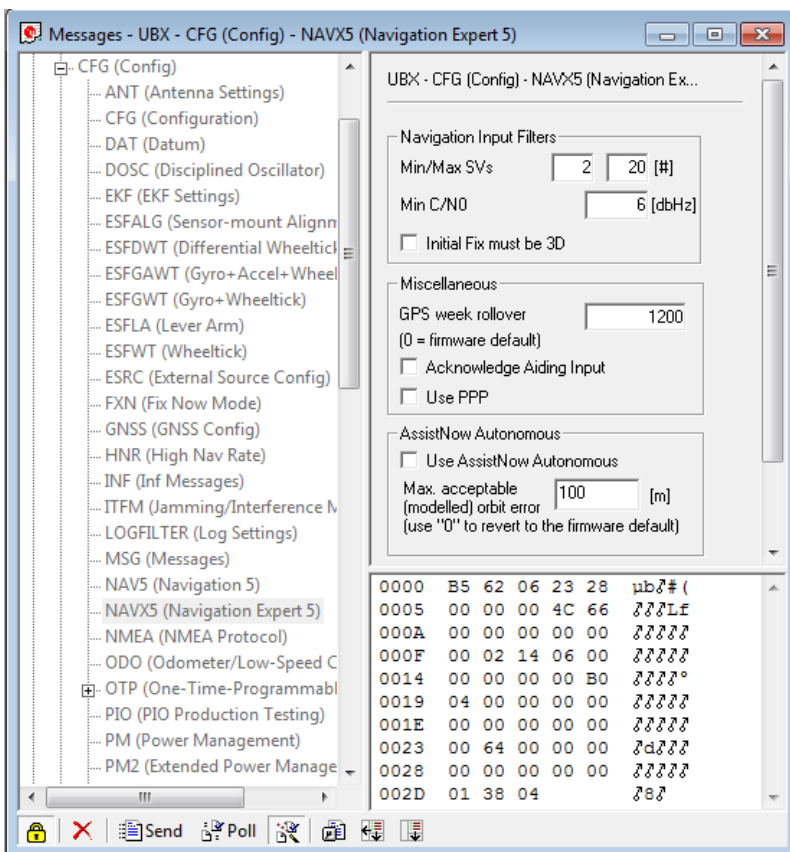 Messages - UBX - CFG (Config) - NAVX5 (Navigation Expert 5)
CFG (Config)
ANT (Antenna Settings)
CFG (Configuration)
DAT (Datum)
DOSC (Disciplined Oscillator)
EKF (EKF Settings)
ESFALG (Sensor-mount Alignm
ESFDWT (Differential Wheeltick
ESFGAWT (Gyro+Accel+Wheel
ESFGWT (Gyro+Wheeltick)
ESFLA (Lever Arm)
ESFWT (Wheeltick)
ESRC (External Source Config)
FXN (Fix Now Mode)
GNSS (GNSS Config)
HNR (High Nav Rate)
INF (Inf Messages)
ITFM (Jamming/Interference M
LOGFILTER (Log Settings)
MSG (Messages)
NAV5 (Navigation 5)
NAVX5 (Navigation Expert 5)
NMEA (NMEA Protocol)
ODO (Odometer/Low-Speed C
OTP (One-Time-Programmabl
PIO (PIO Production Testing)
PM (Power Management)
PM2 (Extended Power Manage
UBX - CFG (Config) - NAVX5 (Navigation Ex...
Navigation Input Filters
Min/Max SVs 2 20 [#]
Min C/N0 6 [dbHz]
Initial Fix must be 3D
Miscellaneous
GPS week rollover 1200
(0 = firmware default)
Acknowledge Aiding Input
Use PPP
AssistNow Autonomous
Use AssistNow Autonomous
Max. acceptable 100 [m]
(modelled) orbit error
(use "0" to revert to the firmware default)
0000 B5 62 06 23 28 µb♪#(
0005 00 00 00 4C 66 ♪♪♪Lf
000A 00 00 00 00 00 ♪♪♪♪♪
000F 00 02 14 06 00 ♪♪♪♪♪
0014 00 00 00 00 B0 ♪♪♪♪°
0019 04 00 00 00 00 ♪♪♪♪♪
001E 00 00 00 00 00 ♪♪♪♪♪
0023 00 64 00 00 00 ♪d♪♪♪
0028 00 00 00 00 00 ♪♪♪♪♪
002D 01 38 04 ♪8♪
Send Poll